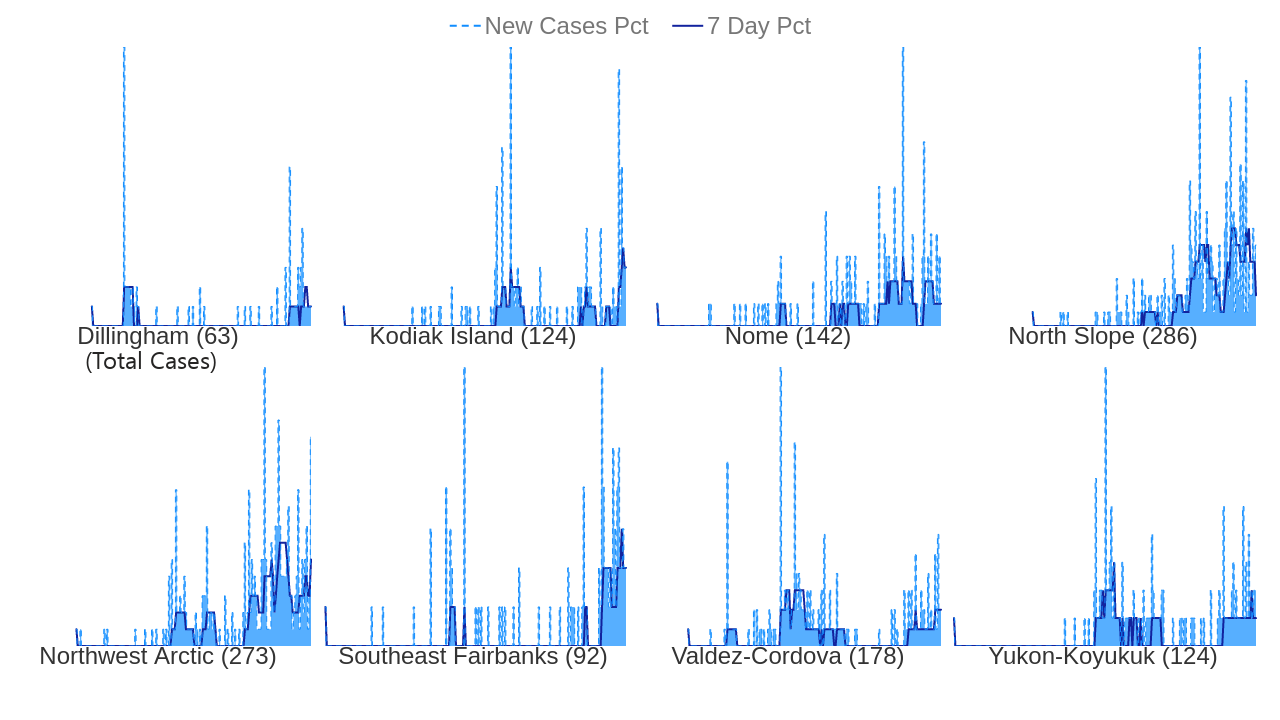 New Cases Pct 7 Day Pct
Dillingham (63) Kodiak Island (124) Nome (142) North Slope (286)
(Total Cases)
Northwest Arctic (273) Southeast Fairbanks (92) Valdez-Cordova (178) Yukon-Koyukuk (124)